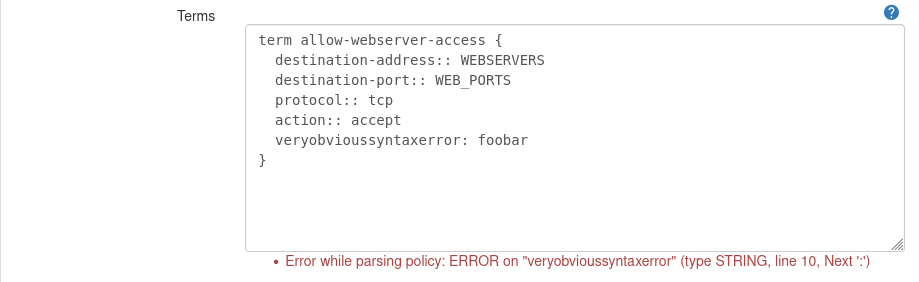 Terms
?
term allow-webserver-access {
  destination-address:: WEBSERVERS
  destination-port:: WEB_PORTS
  protocol:: tcp
  action:: accept
  veryobvioussyntaxerror: foobar
}
• Error while parsing policy: ERROR on "veryobvioussyntaxerror" (type STRING, line 10, Next ':')